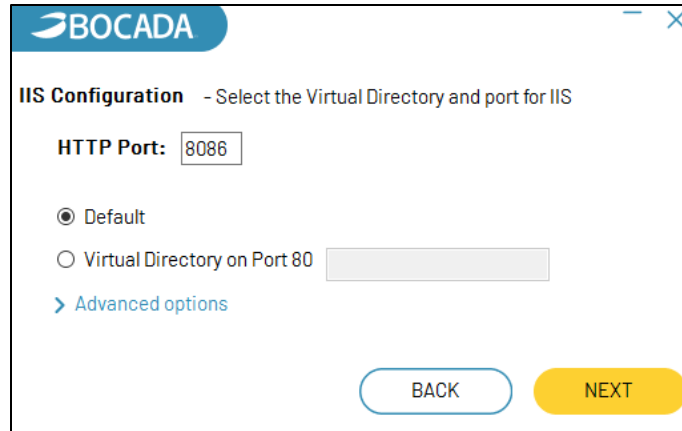 BOCADA
IIS Configuration - Select the Virtual Directory and port for IIS
HTTP Port: 8086
Default
Virtual Directory on Port 80
Advanced options
BACK NEXT